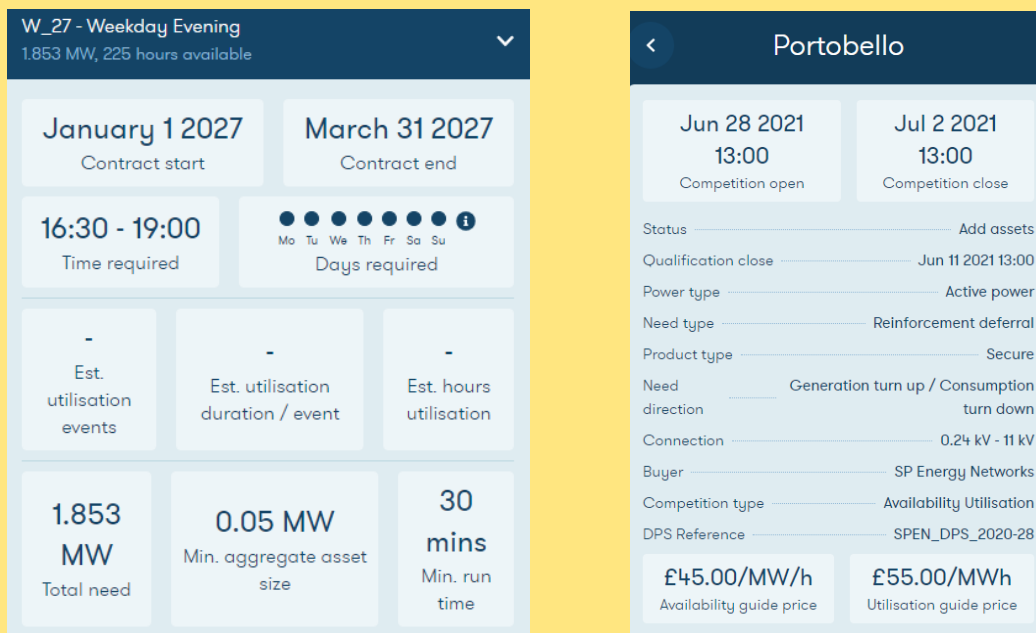 W_27 - Weekday Evening
1.853 MW, 225 hours available
January 1 2027
Contract start
March 31 2027
Contract end
16:30 - 19:00
Time required
Mo Tu We Th Fr Sa Su
Days required
-
Est.
utilisation
events
-
Est. utilisation
duration / event
-
Est. hours
utilisation
1.853
MW
Total need
0.05 MW
Min. aggregate asset
size
30
mins
Min. run
time
Portobello
Jun 28 2021
13:00
Competition open
Jul 2 2021
13:00
Competition close
Status Add assets
Qualification close Jun 11 2021 13:00
Power type Active power
Need type Reinforcement deferral
Product type Secure
Need Generation turn up / Consumption
direction turn down
Connection 0.24 kV - 11 kV
Buyer SP Energy Networks
Competition type Availability Utilisation
DPS Reference SPEN_DPS_2020-28
£45.00/MW/h
Availability guide price
£55.00/MWh
Utilisation guide price